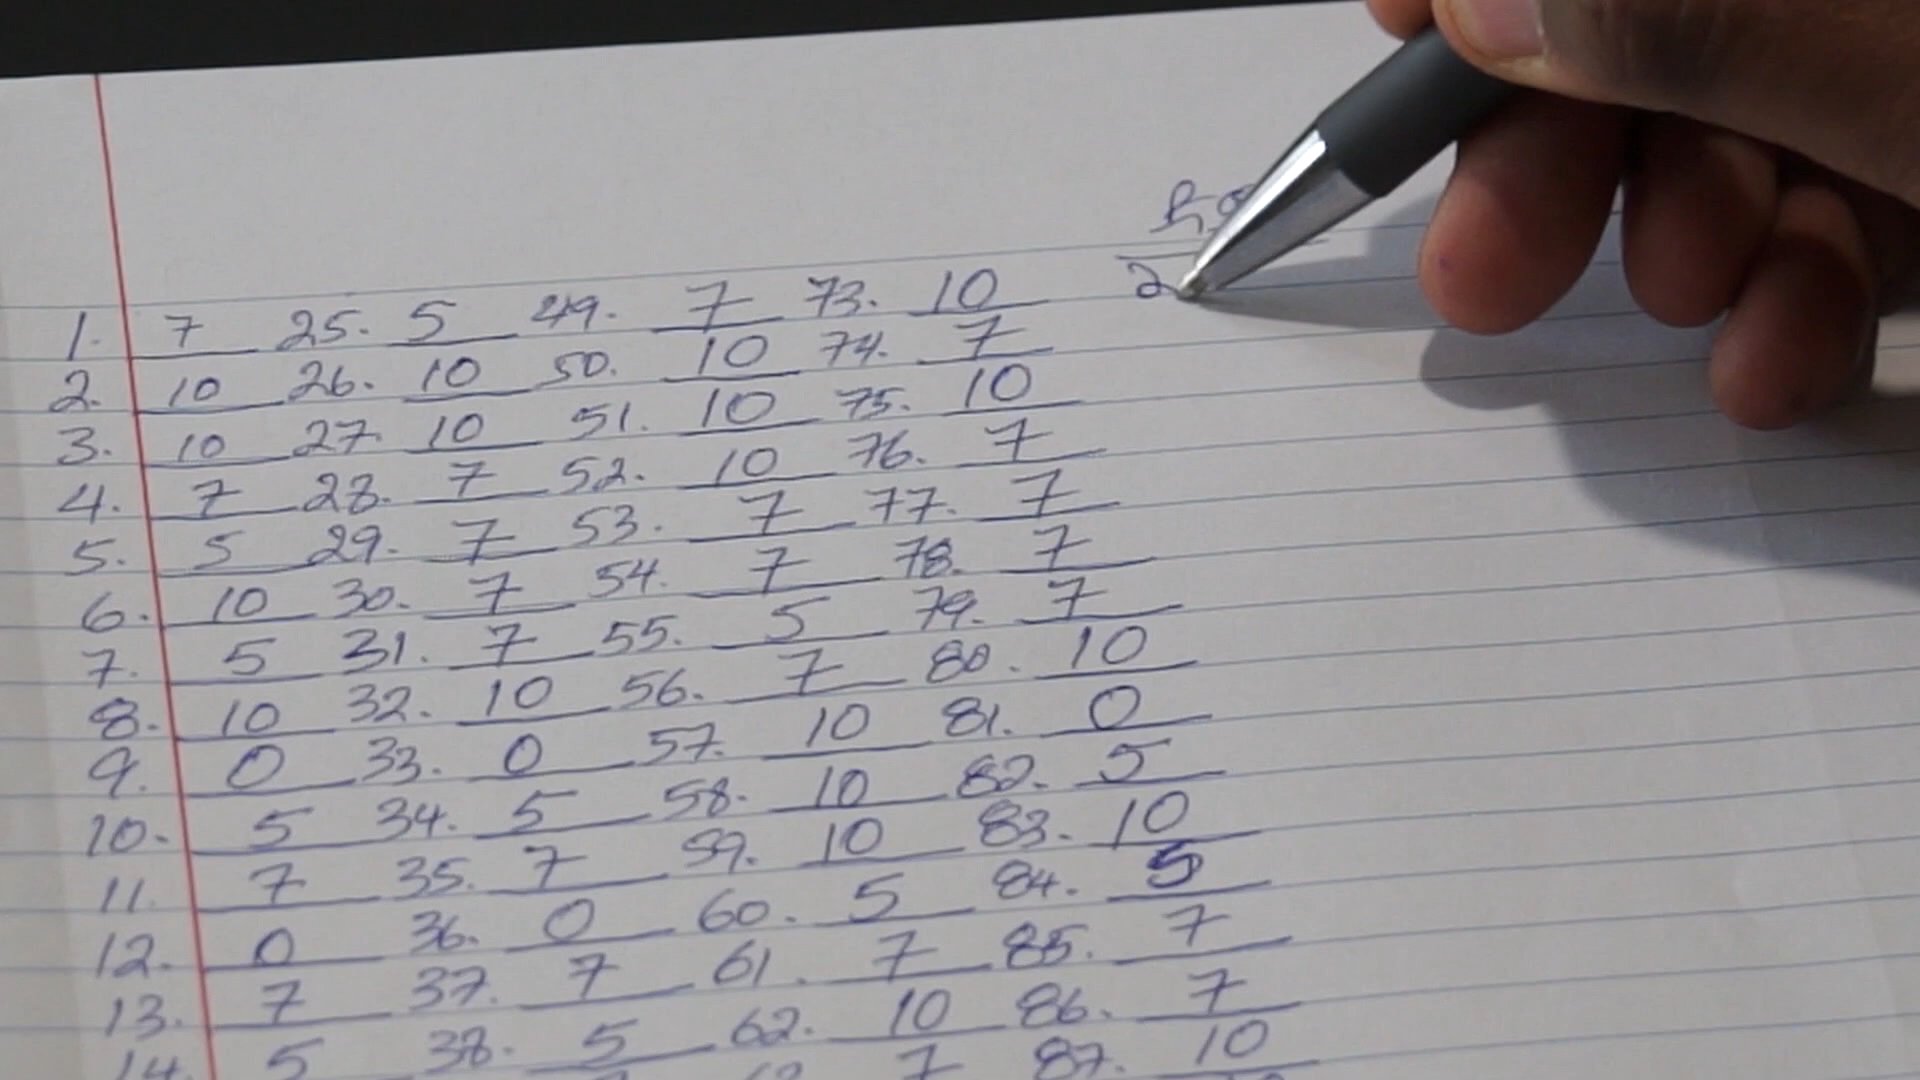 1. 7 25. 5 49. 7 73. 10 2
2. 10 26. 10 50. 10 74. 7
3. 10 27. 10 51. 10 75. 10
4. 7 28. 7 52. 10 76. 7
5. 5 29. 7 53. 7 77. 7
6. 10 30. 7 54. 7 78. 7
7. 5 31. 7 55. 5 79. 7
8. 10 32. 10 56. 7 80. 10
9. 0 33. 0 57. 10 81. 0
10. 5 34. 5 58. 10 82. 5
11. 7 35. 7 59. 10 83. 10
12. 0 36. 0 60. 5 84. 5
13. 7 37. 7 61. 7 85. 7
14. 5 38. 5 62. 10 86. 7
7 87. 10